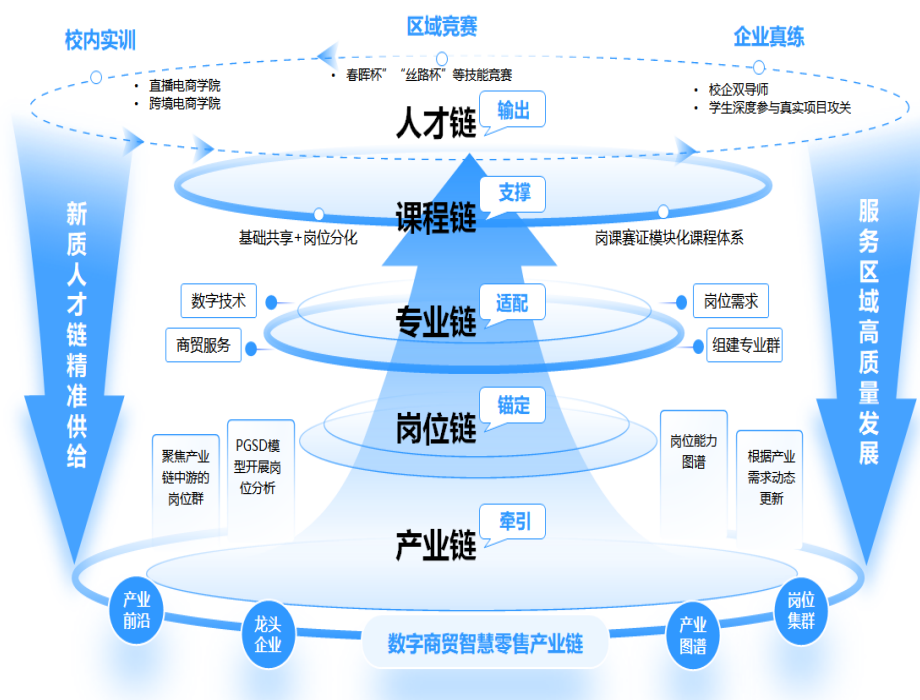 校内实训
区域竞赛
企业真练
• 直播电商学院
• 跨境电商学院
• 春晖杯”“丝路杯”等技能竞赛
• 校企双导师
• 学生深度参与真实项目攻关
人才链
输出
课程链
支撑
基础共享+岗位分化
岗课赛证模块化课程体系
数字技术
商贸服务
专业链
适配
岗位需求
组建专业群
岗位链
锚定
聚焦产业
链中游的
岗位群
PGSD模
型开展岗
位分析
岗位能力
图谱
根据产业
需求动态
更新
产业链
牵引
新质人才链精准供给
服务区域高质量发展
产业
前沿
龙头
企业
数字商贸智慧零售产业链
产业
图谱
岗位
集群